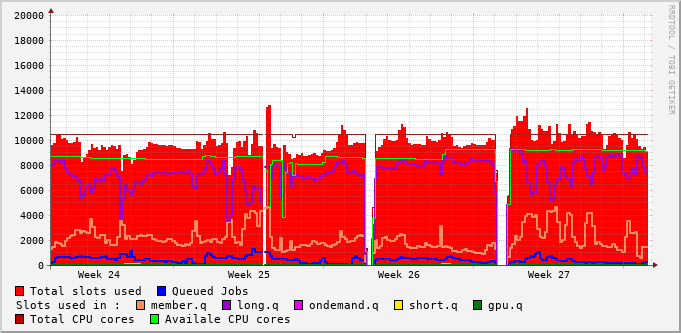 20000
18000
16000
14000
12000
10000
8000
6000
4000
2000
0
Week 24 Week 25 Week 26 Week 27
RRDTOOL / TOBI OETIKER
Total slots used Queued Jobs
Slots used in : member.q long.q ondemand.q short.q gpu.q
Total CPU cores Availale CPU cores